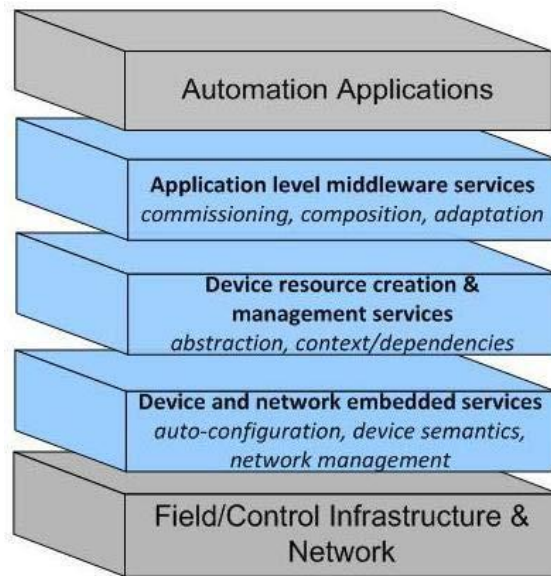 Automation Applications
Application level middleware services
commissioning, composition, adaptation
Device resource creation &
management services
abstraction, context/dependencies
Device and network embedded services
auto-configuration, device semantics,
network management
Field/Control Infrastructure &
Network